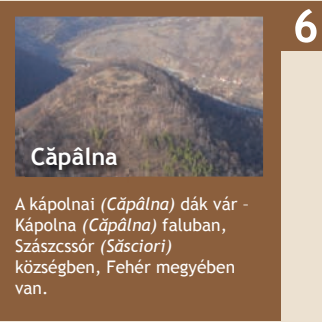 6
Căpâlna
A kápolnai (Căpâlna) dák vár –
Kápolna (Căpâlna) faluban,
Szászcssór (Săsciori)
községben, Fehér megyében
van.